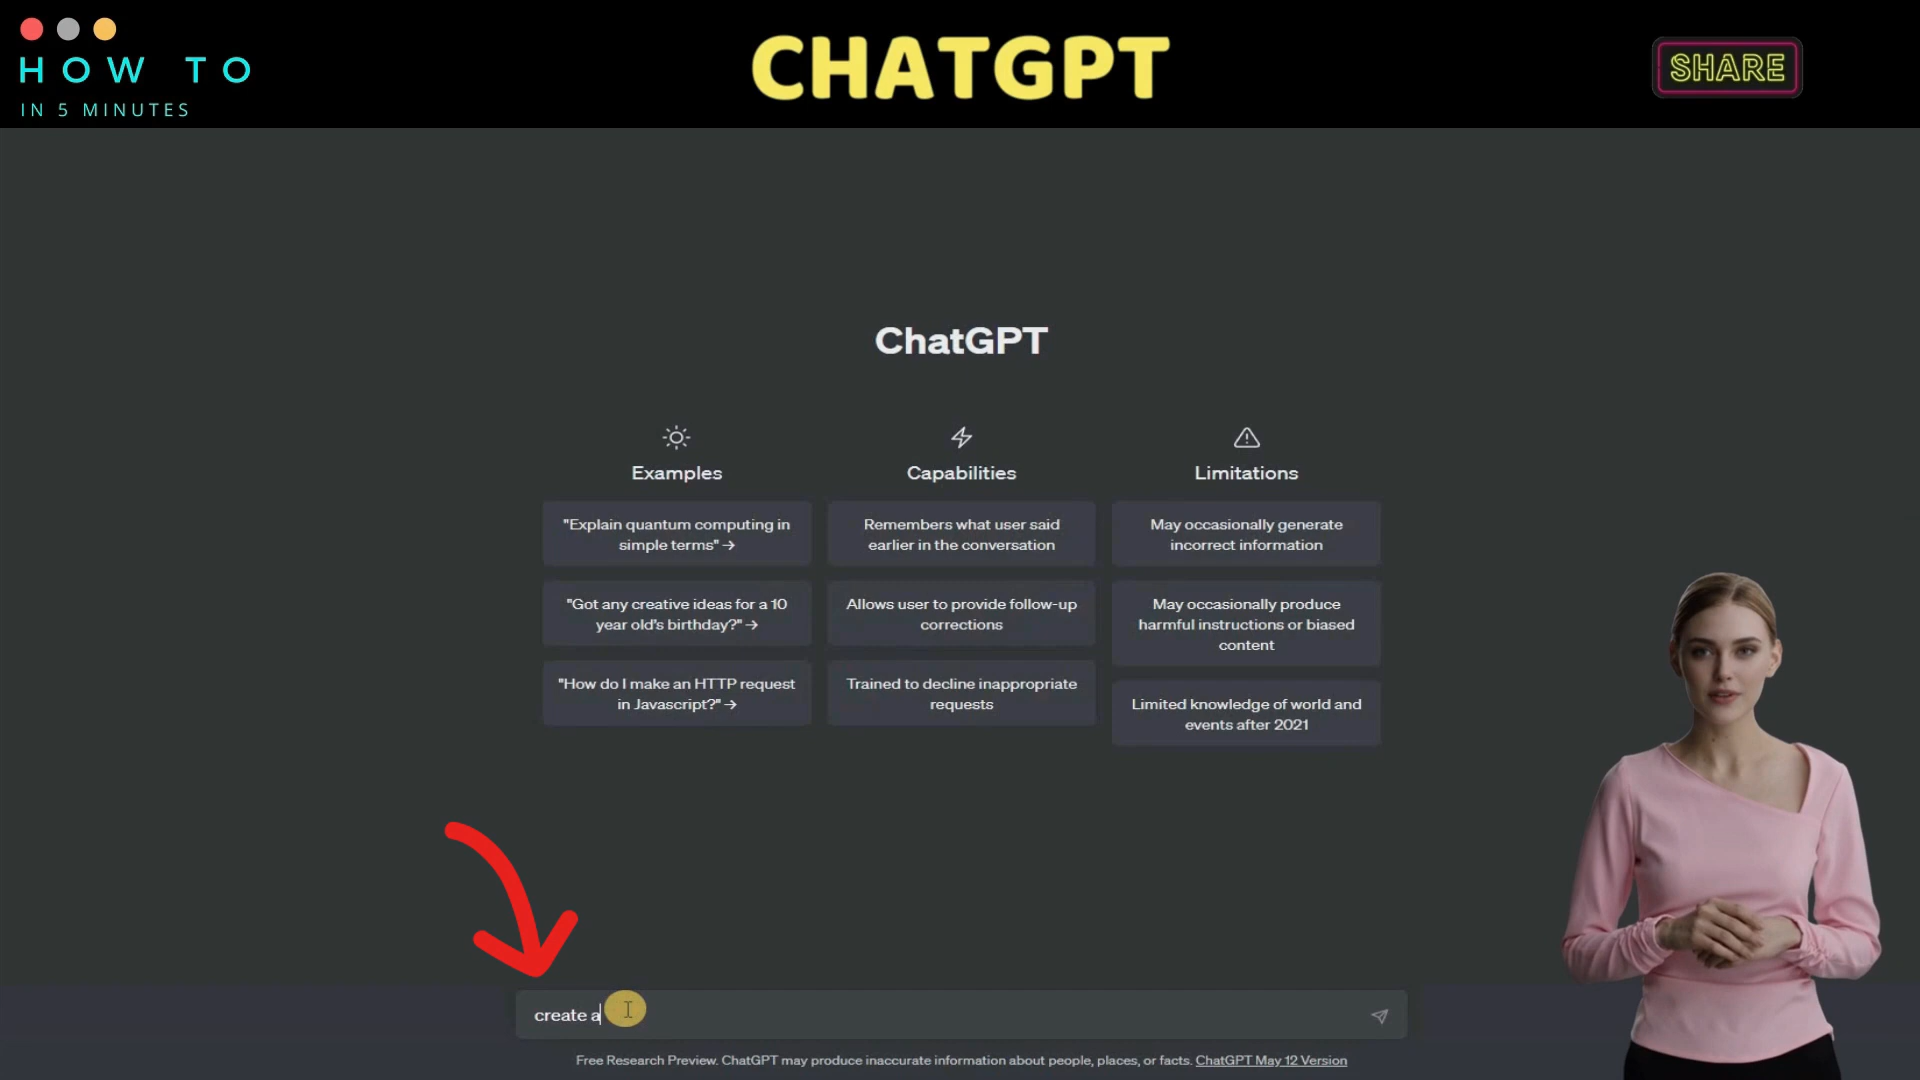 HOW TO
IN 5 MINUTES
CHATGPT
SHARE
ChatGPT
Examples
"Explain quantum computing in
simple terms" →
"Got any creative ideas for a 10
year old's birthday?" →
"How do I make an HTTP request
in Javascript?" →
Capabilities
Remembers what user said
earlier in the conversation
Allows user to provide follow-up
corrections
Trained to decline inappropriate
requests
Limitations
May occasionally generate
incorrect information
May occasionally produce
harmful instructions or biased
content
Limited knowledge of world and
events after 2021
create a
Free Research Preview. ChatGPT may produce inaccurate information about people, places, or facts. ChatGPT May 12 Version